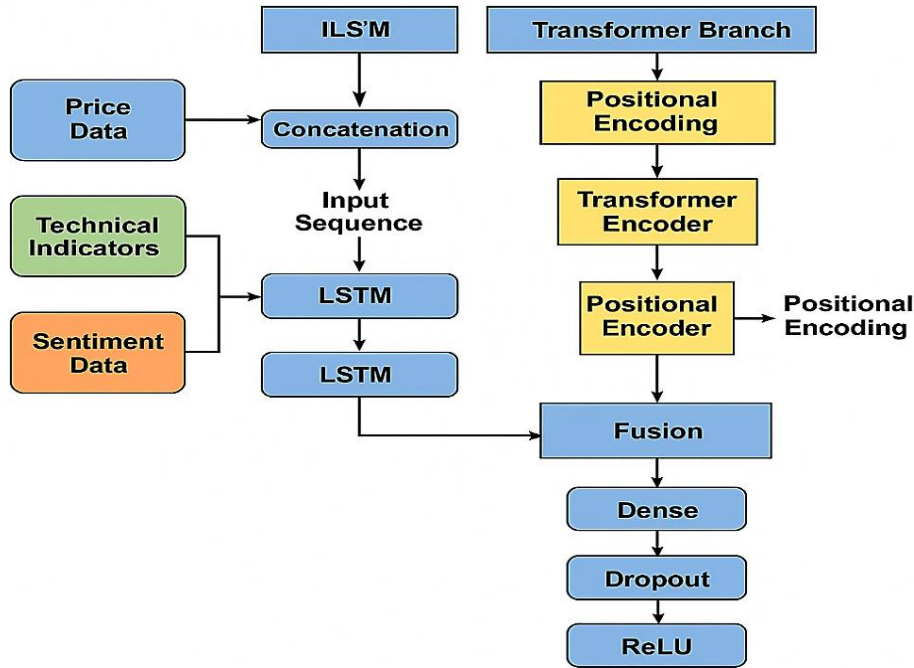 ILS'M
Transformer Branch
Price
Data
Concatenation
Positional
Encoding
Input
Sequence
Technical
Indicators
Transformer
Encoder
LSTM
Positional
Encoder
Positional
Encoding
Sentiment
Data
LSTM
Fusion
Dense
Dropout
ReLU